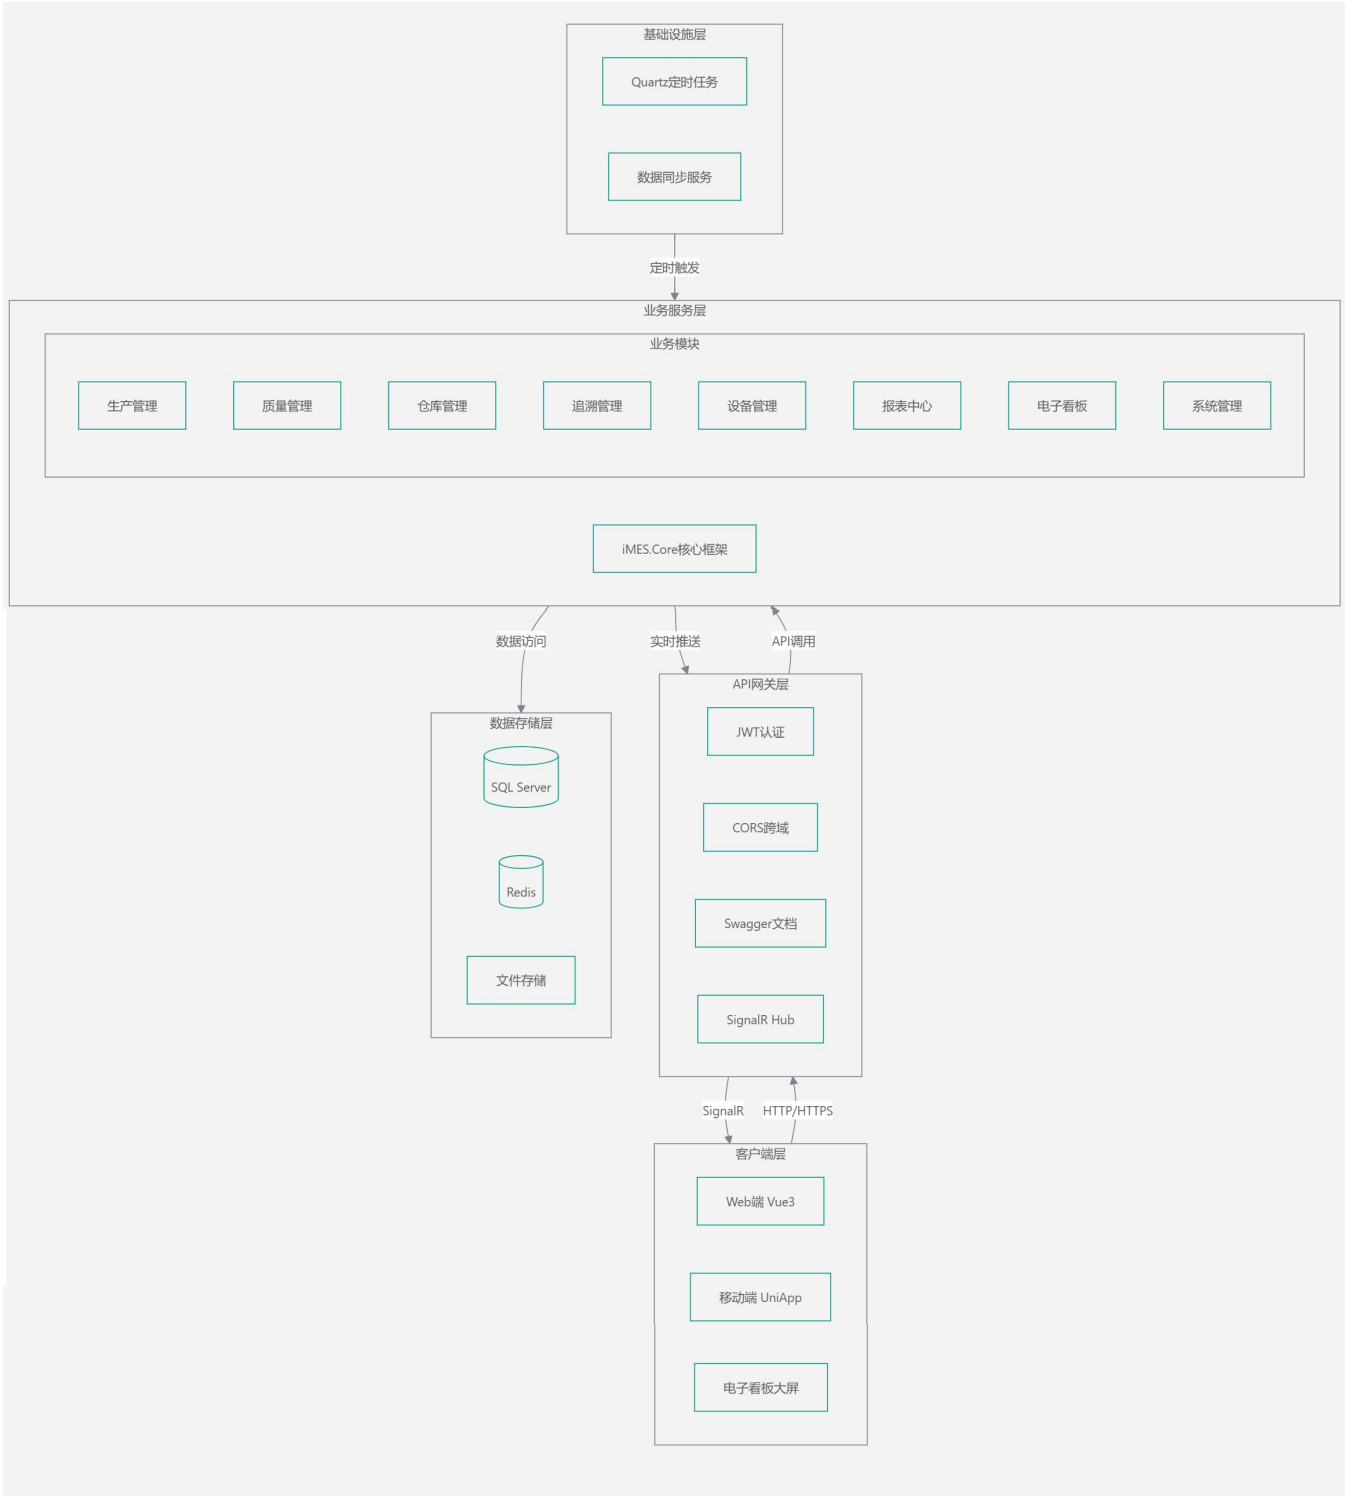 基础设施层
Quartz定时任务
数据同步服务
定时触发
业务服务层
业务模块
生产管理
质量管理
仓库管理
追溯管理
设备管理
报表中心
电子看板
系统管理
iMES.Core核心框架
数据访问
实时推送
API调用
数据存储层
SQL Server
Redis
文件存储
API网关层
JWT认证
CORS跨域
Swagger文档
SignalR Hub
SignalR
HTTP/HTTPS
客户端层
Web端 Vue3
移动端 UniApp
电子看板大屏